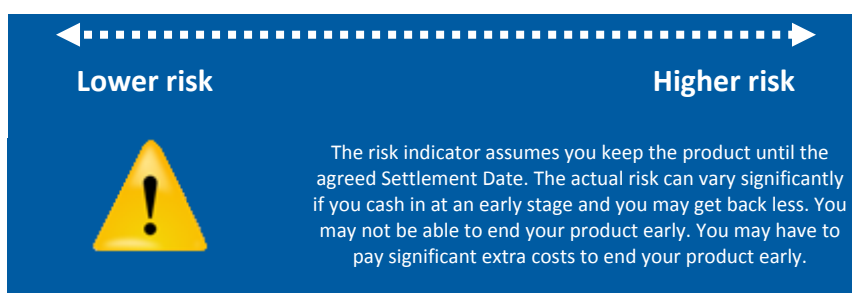 Lower risk
Higher risk
The risk indicator assumes you keep the product until the
agreed Settlement Date. The actual risk can vary significantly
if you cash in at an early stage and you may get back less. You
may not be able to end your product early. You may have to
pay significant extra costs to end your product early.